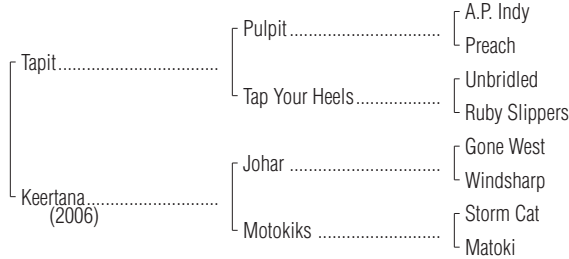 A.P. Indy
Pulpit
Preach
Tapit
Unbridled
Tap Your Heels
Ruby Slippers
Gone West
Johar
Windsharp
Keertana
(2006)
Storm Cat
Motokiks
Matoki